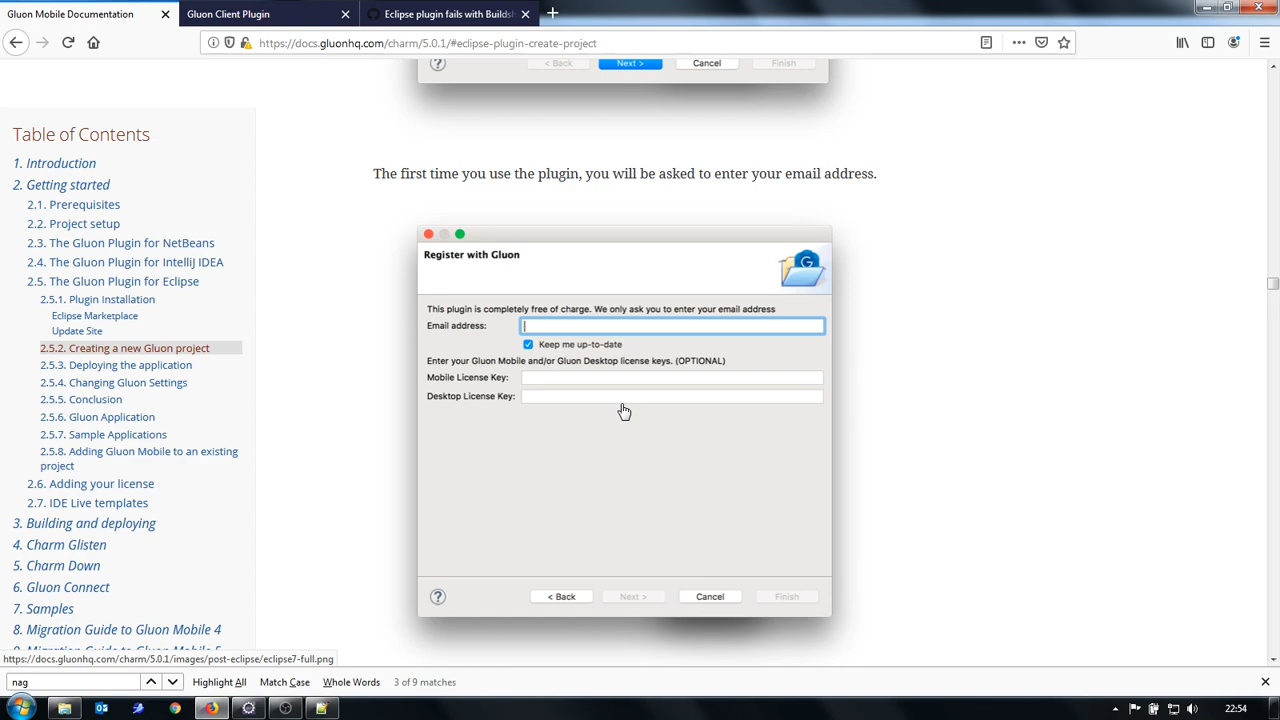 Gluon Mobile Documentation
Gluon Client Plugin
Eclipse plugin fails with Buildsh
https://docs.gluonhq.com/charm/5.0.1/#eclipse-plugin-create-project
< Back
Next >
Cancel
Finish
Table of Contents
1. Introduction
2. Getting started
2.1. Prerequisites
2.2. Project setup
2.3. The Gluon Plugin for NetBeans
2.4. The Gluon Plugin for IntelliJ IDEA
2.5. The Gluon Plugin for Eclipse
2.5.1. Plugin Installation
Eclipse Marketplace
Update Site
2.5.2. Creating a new Gluon project
2.5.3. Deploying the application
2.5.4. Changing Gluon Settings
2.5.5. Conclusion
2.5.6. Gluon Application
2.5.7. Sample Applications
2.5.8. Adding Gluon Mobile to an existing
project
2.6. Adding your license
2.7. IDE Live templates
3. Building and deploying
4. Charm Glisten
5. Charm Down
6. Gluon Connect
7. Samples
8. Migration Guide to Gluon Mobile 4
The first time you use the plugin, you will be asked to enter your email address.
Register with Gluon
G
This plugin is completely free of charge. We only ask you to enter your email address
Email address:
Keep me up-to-date
Enter your Gluon Mobile and/or Gluon Desktop license keys. (OPTIONAL)
Mobile License Key:
Desktop License Key:
?
< Back
Next >
Cancel
Finish
https://docs.gluonhq.com/charm/5.0.1/images/post-eclipse/eclipse7-full.png
nag
Highlight All
Match Case
Whole Words
3 of 9 matches
22:54